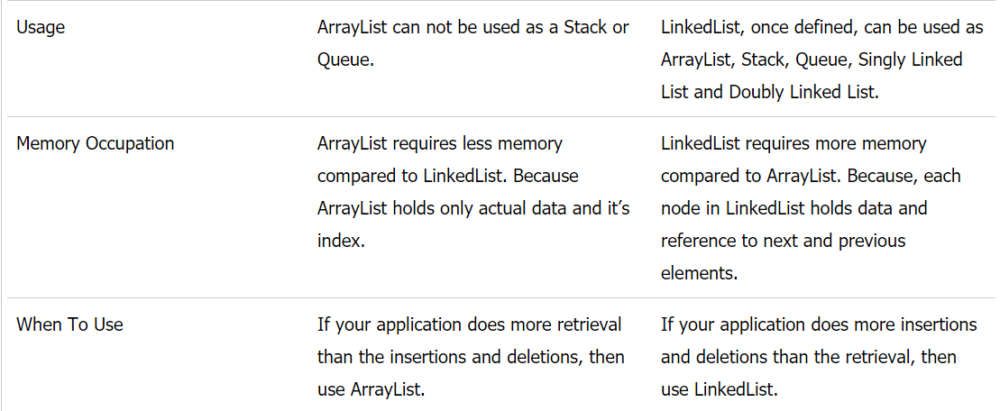 Usage
ArrayList can not be used as a Stack or
Queue.
LinkedList, once defined, can be used as
ArrayList, Stack, Queue, Singly Linked
List and Doubly Linked List.
Memory Occupation
ArrayList requires less memory
compared to LinkedList. Because
ArrayList holds only actual data and it’s
index.
LinkedList requires more memory
compared to ArrayList. Because, each
node in LinkedList holds data and
reference to next and previous
elements.
When To Use
If your application does more retrieval
than the insertions and deletions, then
use ArrayList.
If your application does more insertions
and deletions than the retrieval, then
use LinkedList.